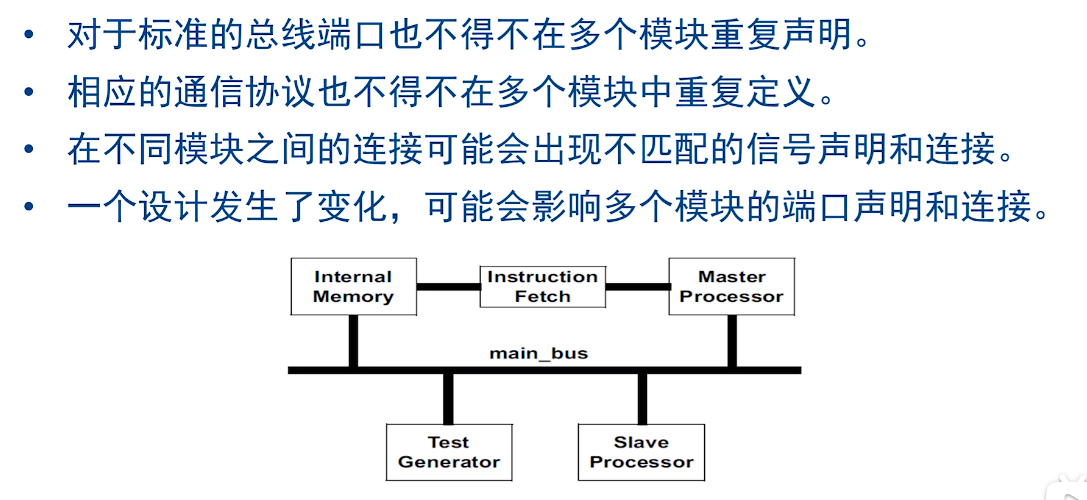 • 对于标准的总线端口也不得不在多个模块重复声明。
• 相应的通信协议也不得不在多个模块中重复定义。
• 在不同模块之间的连接可能会出现不匹配的信号声明和连接。
• 一个设计发生了变化，可能会影响多个模块的端口声明和连接。
Internal
Memory
Instruction
Fetch
Master
Processor
main_bus
Test
Generator
Slave
Processor